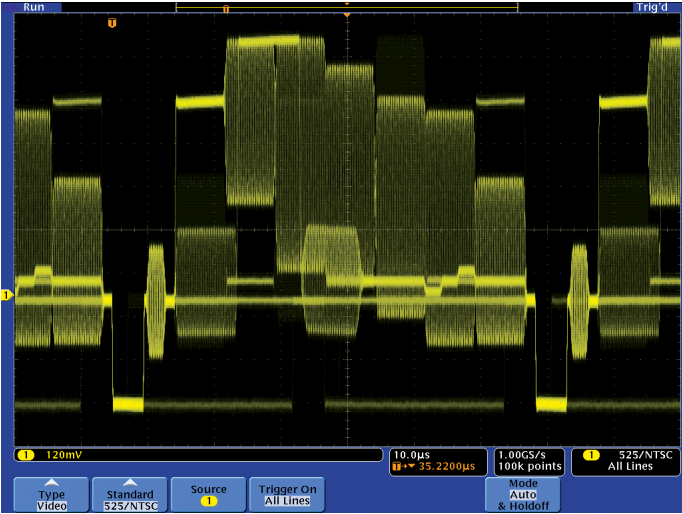 Run Trig'd
T
T
1
1 120mV
10.0µs 1.00GS/s 1 525/NTSC
T→▼ 35.2200µs 100k points All Lines
Type Standard Source Trigger On Mode
Video 525/NTSC 1 All Lines Auto
& Holdoff